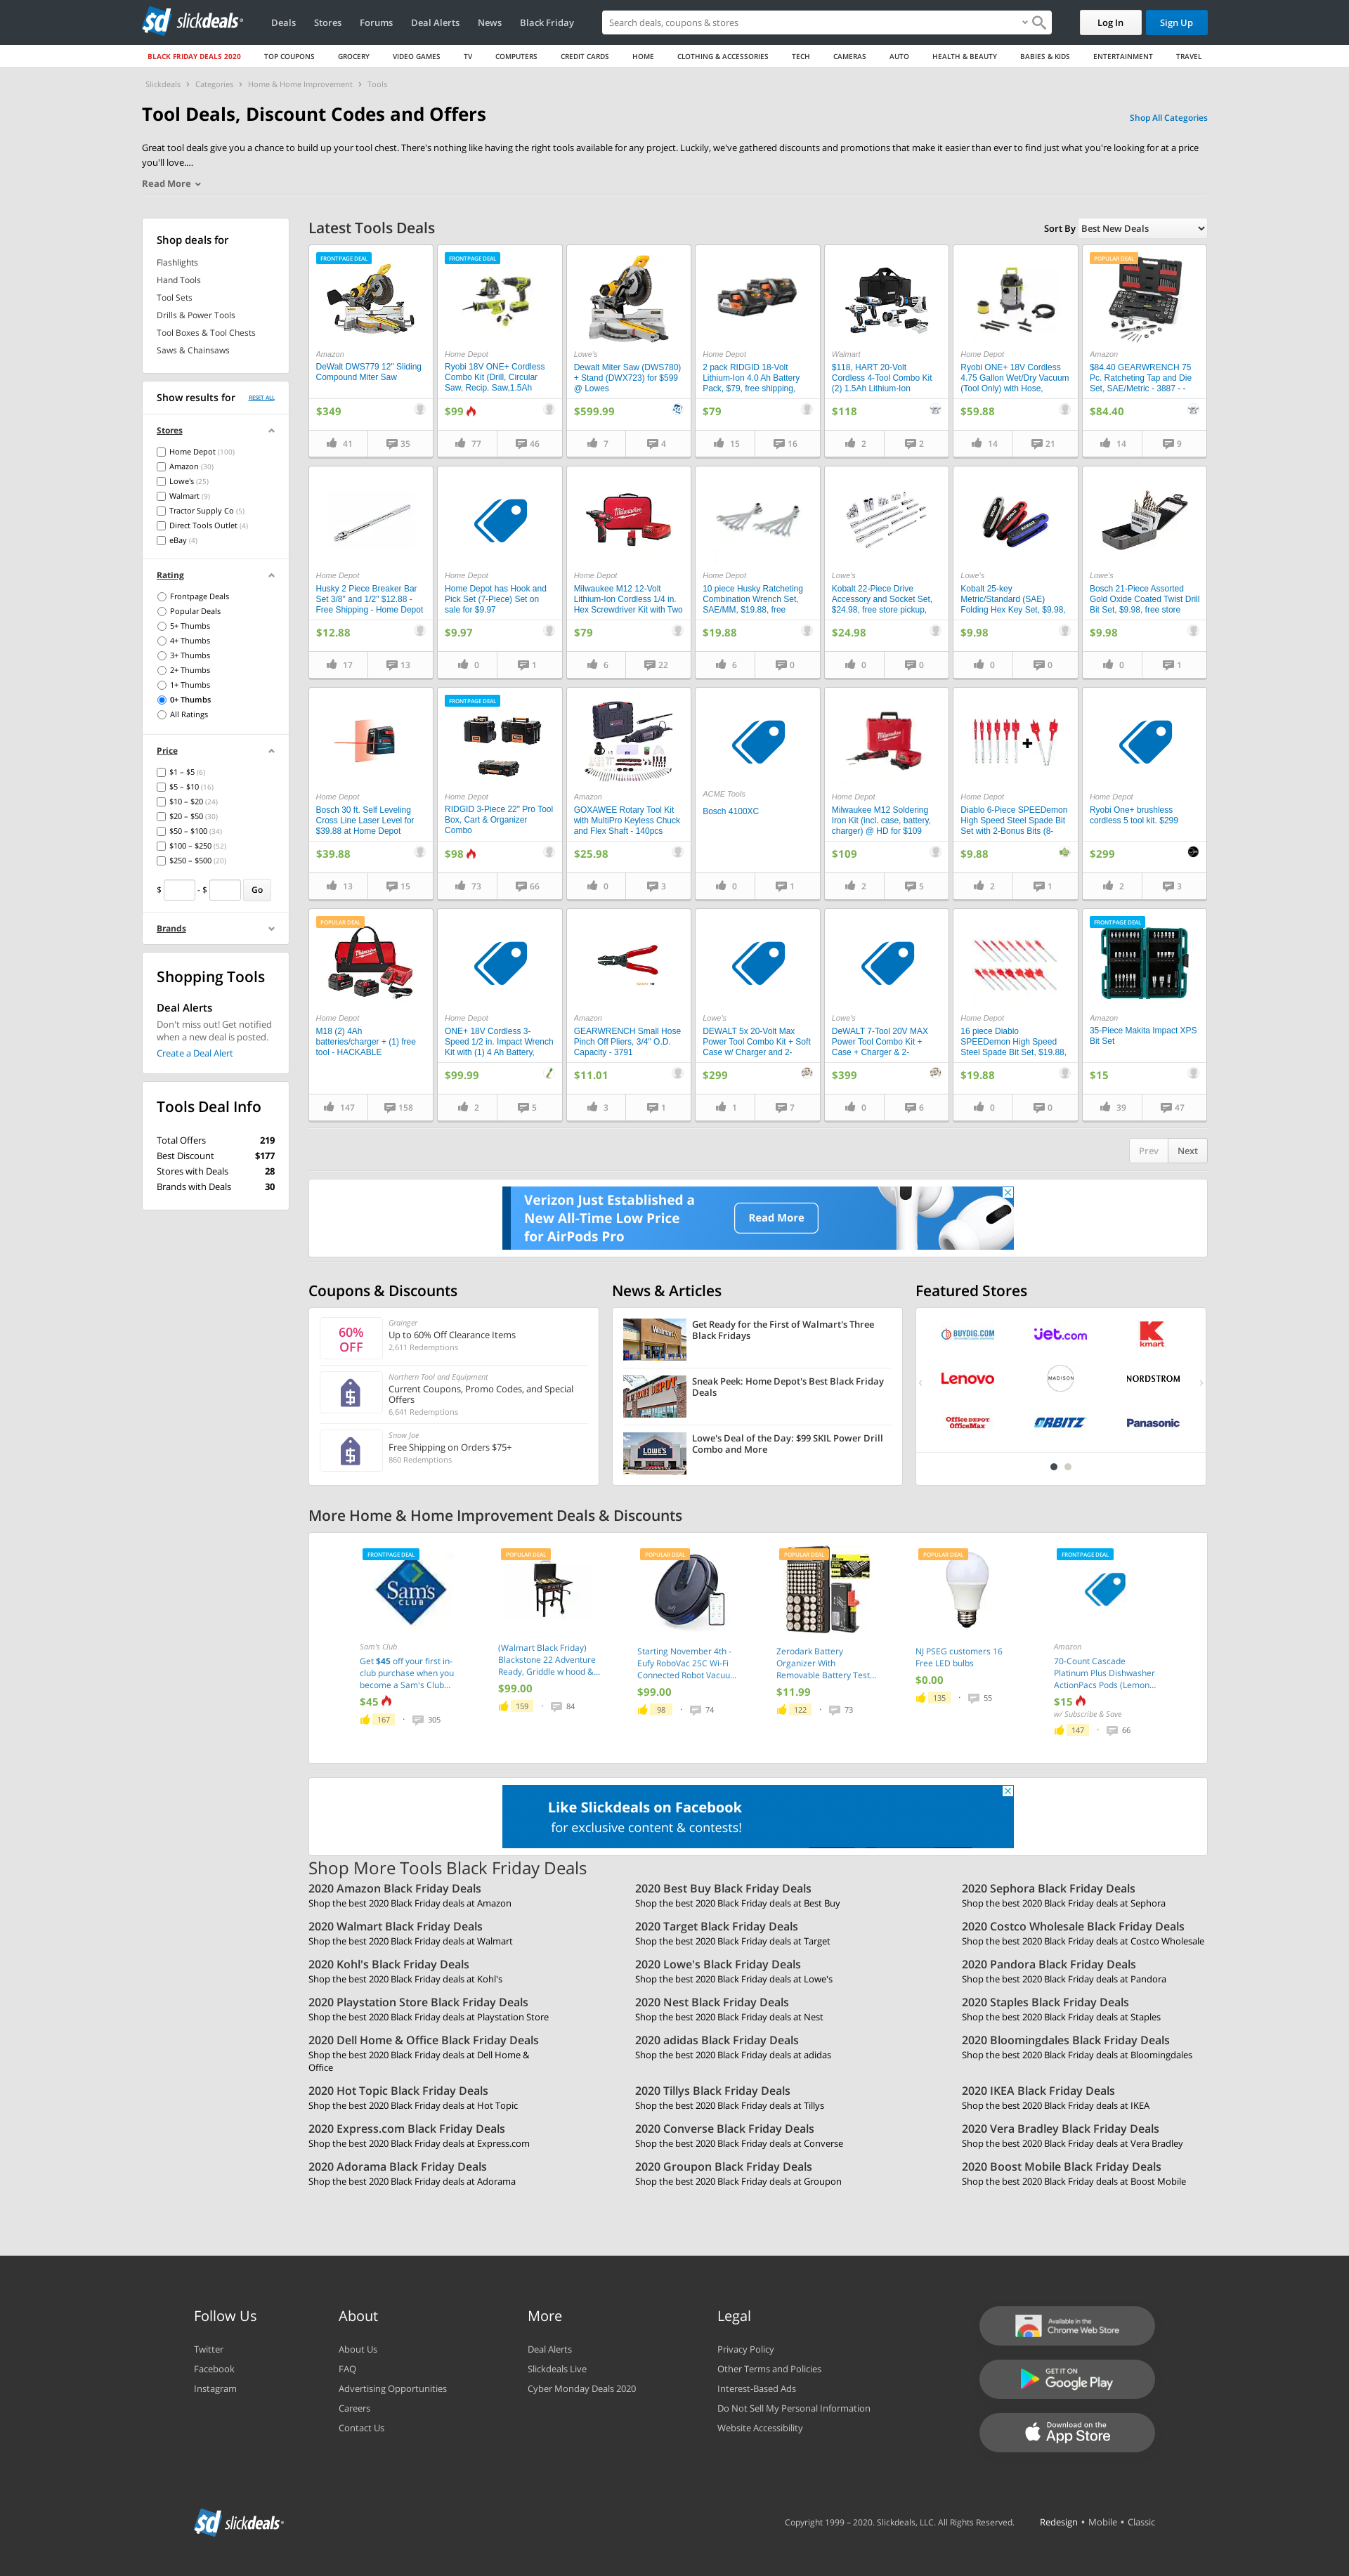 slickdeals
Deals
Stores
Forums
Deal Alerts
News
Black Friday
Search deals, coupons & stores
Log In
Sign Up
BLACK FRIDAY DEALS 2020
TOP COUPONS
GROCERY
VIDEO GAMES
TV
COMPUTERS
CREDIT CARDS
HOME
CLOTHING & ACCESSORIES
TECH
CAMERAS
AUTO
HEALTH & BEAUTY
BABIES & KIDS
ENTERTAINMENT
TRAVEL
Slickdeals › Categories › Home & Home Improvement › Tools
Tool Deals, Discount Codes and Offers
Shop All Categories
Great tool deals give you a chance to build up your tool chest. There's nothing like having the right tools available for any project. Luckily, we've gathered discounts and promotions that make it easier than ever to find just what you're looking for at a price
you'll love....
Read More
Shop deals for
Flashlights
Hand Tools
Tool Sets
Drills & Power Tools
Tool Boxes & Tool Chests
Saws & Chainsaws
Show results for
RESET ALL
Stores
Home Depot (100)
Amazon (30)
Lowe's (25)
Walmart (9)
Tractor Supply Co (5)
Direct Tools Outlet (4)
eBay (4)
Rating
Frontpage Deals
Popular Deals
5+ Thumbs
4+ Thumbs
3+ Thumbs
2+ Thumbs
1+ Thumbs
0+ Thumbs
All Ratings
Price
$1 – $5 (6)
$5 – $10 (16)
$10 – $20 (24)
$20 – $50 (30)
$50 – $100 (34)
$100 – $250 (52)
$250 – $500 (20)
$ - $ Go
Brands
Shopping Tools
Deal Alerts
Don't miss out! Get notified
when a new deal is posted.
Create a Deal Alert
Tools Deal Info
Total Offers 219
Best Discount $177
Stores with Deals 28
Brands with Deals 30
Latest Tools Deals
Sort By Best New Deals
FRONTPAGE DEAL
Amazon
DeWalt DWS779 12" Sliding
Compound Miter Saw
$349
41 35
FRONTPAGE DEAL
Home Depot
Ryobi 18V ONE+ Cordless
Combo Kit (Drill, Circular
Saw, Recip. Saw,1.5Ah
$99
77 46
Lowe's
Dewalt Miter Saw (DWS780)
+ Stand (DWX723) for $599
@ Lowes
$599.99
7 4
Home Depot
2 pack RIDGID 18-Volt
Lithium-Ion 4.0 Ah Battery
Pack, $79, free shipping,
$79
15 16
Walmart
$118, HART 20-Volt
Cordless 4-Tool Combo Kit
(2) 1.5Ah Lithium-Ion
$118
2 2
Home Depot
Ryobi ONE+ 18V Cordless
4.75 Gallon Wet/Dry Vacuum
(Tool Only) with Hose,
$59.88
14 21
POPULAR DEAL
Amazon
$84.40 GEARWRENCH 75
Pc. Ratcheting Tap and Die
Set, SAE/Metric - 3887 - -
$84.40
14 9
Home Depot
Husky 2 Piece Breaker Bar
Set 3/8" and 1/2" $12.88 -
Free Shipping - Home Depot
$12.88
17 13
Home Depot
Home Depot has Hook and
Pick Set (7-Piece) Set on
sale for $9.97
$9.97
0 1
Home Depot
Milwaukee M12 12-Volt
Lithium-Ion Cordless 1/4 in.
Hex Screwdriver Kit with Two
$79
6 22
Home Depot
10 piece Husky Ratcheting
Combination Wrench Set,
SAE/MM, $19.88, free
$19.88
6 0
Lowe's
Kobalt 22-Piece Drive
Accessory and Socket Set,
$24.98, free store pickup,
$24.98
0 0
Lowe's
Kobalt 25-key
Metric/Standard (SAE)
Folding Hex Key Set, $9.98,
$9.98
0 0
Lowe's
Bosch 21-Piece Assorted
Gold Oxide Coated Twist Drill
Bit Set, $9.98, free store
$9.98
0 1
Home Depot
Bosch 30 ft. Self Leveling
Cross Line Laser Level for
$39.88 at Home Depot
$39.88
13 15
FRONTPAGE DEAL
Home Depot
RIDGID 3-Piece 22" Pro Tool
Box, Cart & Organizer
Combo
$98
73 66
Amazon
GOXAWEE Rotary Tool Kit
with MultiPro Keyless Chuck
and Flex Shaft - 140pcs
$25.98
0 3
ACME Tools
Bosch 4100XC
0 1
Home Depot
Milwaukee M12 Soldering
Iron Kit (incl. case, battery,
charger) @ HD for $109
$109
2 5
Home Depot
Diablo 6-Piece SPEEDemon
High Speed Steel Spade Bit
Set with 2-Bonus Bits (8-
$9.88
2 1
Home Depot
Ryobi One+ brushless
cordless 5 tool kit. $299
$299
2 3
POPULAR DEAL
Home Depot
M18 (2) 4Ah
batteries/charger + (1) free
tool - HACKABLE
147 158
Home Depot
ONE+ 18V Cordless 3-
Speed 1/2 in. Impact Wrench
Kit with (1) 4 Ah Battery,
$99.99
2 5
Amazon
GEARWRENCH Small Hose
Pinch Off Pliers, 3/4" O.D.
Capacity - 3791
$11.01
3 1
Lowe's
DEWALT 5x 20-Volt Max
Power Tool Combo Kit + Soft
Case w/ Charger and 2-
$299
1 7
Lowe's
DeWALT 7-Tool 20V MAX
Power Tool Combo Kit +
Case + Charger & 2-
$399
0 6
Home Depot
16 piece Diablo
SPEEDemon High Speed
Steel Spade Bit Set, $19.88,
$19.88
0 0
FRONTPAGE DEAL
Amazon
35-Piece Makita Impact XPS
Bit Set
$15
39 47
Prev Next
Verizon Just Established a
New All-Time Low Price
for AirPods Pro
Read More
Coupons & Discounts
60%
OFF
Grainger
Up to 60% Off Clearance Items
2,611 Redemptions
Northern Tool and Equipment
Current Coupons, Promo Codes, and Special
Offers
6,641 Redemptions
Snow Joe
Free Shipping on Orders $75+
860 Redemptions
News & Articles
Get Ready for the First of Walmart's Three
Black Fridays
Sneak Peek: Home Depot's Best Black Friday
Deals
Lowe's Deal of the Day: $99 SKIL Power Drill
Combo and More
Featured Stores
BUYDIG.COM
jet.com
Kmart
Lenovo
MADISON
NORDSTROM
Office DEPOT
OfficeMax
ORBITZ
Panasonic
More Home & Home Improvement Deals & Discounts
FRONTPAGE DEAL
Sam's
CLUB
Sam's Club
Get $45 off your first in-
club purchase when you
become a Sam's Club...
$45
167 · 305
POPULAR DEAL
(Walmart Black Friday)
Blackstone 22 Adventure
Ready, Griddle w hood &...
$99.00
159 · 84
POPULAR DEAL
Starting November 4th -
Eufy RoboVac 25C Wi-Fi
Connected Robot Vacuu...
$99.00
98 · 74
POPULAR DEAL
Zerodark Battery
Organizer With
Removable Battery Test...
$11.99
122 · 73
POPULAR DEAL
NJ PSEG customers 16
Free LED bulbs
$0.00
135 · 55
FRONTPAGE DEAL
Amazon
70-Count Cascade
Platinum Plus Dishwasher
ActionPacs Pods (Lemon...
$15
w/ Subscribe & Save
147 · 66
Like Slickdeals on Facebook
for exclusive content & contests!
Shop More Tools Black Friday Deals
2020 Amazon Black Friday Deals
Shop the best 2020 Black Friday deals at Amazon
2020 Best Buy Black Friday Deals
Shop the best 2020 Black Friday deals at Best Buy
2020 Sephora Black Friday Deals
Shop the best 2020 Black Friday deals at Sephora
2020 Walmart Black Friday Deals
Shop the best 2020 Black Friday deals at Walmart
2020 Target Black Friday Deals
Shop the best 2020 Black Friday deals at Target
2020 Costco Wholesale Black Friday Deals
Shop the best 2020 Black Friday deals at Costco Wholesale
2020 Kohl's Black Friday Deals
Shop the best 2020 Black Friday deals at Kohl's
2020 Lowe's Black Friday Deals
Shop the best 2020 Black Friday deals at Lowe's
2020 Pandora Black Friday Deals
Shop the best 2020 Black Friday deals at Pandora
2020 Playstation Store Black Friday Deals
Shop the best 2020 Black Friday deals at Playstation Store
2020 Nest Black Friday Deals
Shop the best 2020 Black Friday deals at Nest
2020 Staples Black Friday Deals
Shop the best 2020 Black Friday deals at Staples
2020 Dell Home & Office Black Friday Deals
Shop the best 2020 Black Friday deals at Dell Home &
Office
2020 adidas Black Friday Deals
Shop the best 2020 Black Friday deals at adidas
2020 Bloomingdales Black Friday Deals
Shop the best 2020 Black Friday deals at Bloomingdales
2020 Hot Topic Black Friday Deals
Shop the best 2020 Black Friday deals at Hot Topic
2020 Tillys Black Friday Deals
Shop the best 2020 Black Friday deals at Tillys
2020 IKEA Black Friday Deals
Shop the best 2020 Black Friday deals at IKEA
2020 Express.com Black Friday Deals
Shop the best 2020 Black Friday deals at Express.com
2020 Converse Black Friday Deals
Shop the best 2020 Black Friday deals at Converse
2020 Vera Bradley Black Friday Deals
Shop the best 2020 Black Friday deals at Vera Bradley
2020 Adorama Black Friday Deals
Shop the best 2020 Black Friday deals at Adorama
2020 Groupon Black Friday Deals
Shop the best 2020 Black Friday deals at Groupon
2020 Boost Mobile Black Friday Deals
Shop the best 2020 Black Friday deals at Boost Mobile
Follow Us
Twitter
Facebook
Instagram
About
About Us
FAQ
Advertising Opportunities
Careers
Contact Us
More
Deal Alerts
Slickdeals Live
Cyber Monday Deals 2020
Legal
Privacy Policy
Other Terms and Policies
Interest-Based Ads
Do Not Sell My Personal Information
Website Accessibility
Available in the
Chrome Web Store
GET IT ON
Google Play
Download on the
App Store
slickdeals
Copyright 1999 – 2020. Slickdeals, LLC. All Rights Reserved.
Redesign • Mobile • Classic